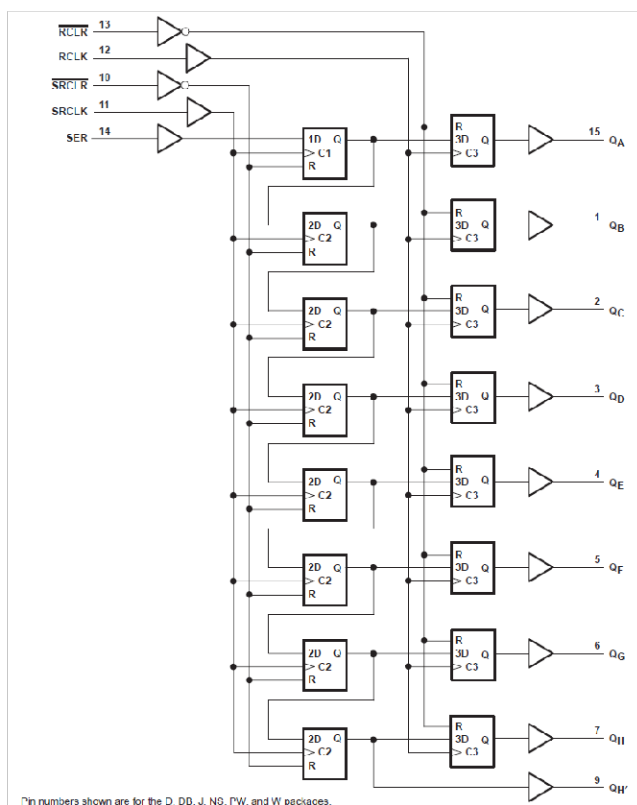 RCLR 13
RCLK 12
SRCLR 10
SRCLK 11
SER 14
1D Q
C1
R
R
3D Q
C3
15 QA
2D Q
C2
R
R
3D Q
C3
1 QB
2D Q
C2
R
R
3D Q
C3
2 QC
2D Q
C2
R
R
3D Q
C3
3 QD
2D Q
C2
R
R
3D Q
C3
4 QE
2D Q
C2
R
R
3D Q
C3
5 QF
2D Q
C2
R
R
3D Q
C3
6 QG
2D Q
C2
R
R
3D Q
C3
7 QH
9 QH'
Pin numbers shown are for the D, DB, J, NS, PW, and W packages.